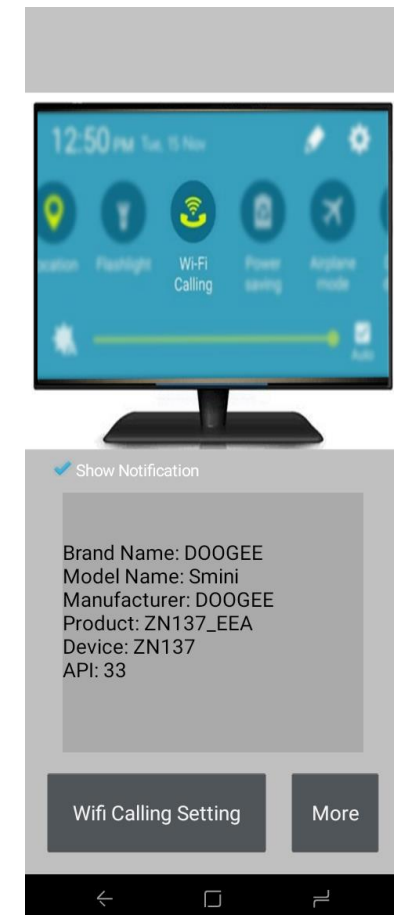 12:50 PM Tue, 15 Nov
Flashlight
Wi-Fi
Calling
Power
saving
Airplane
mode
Auto
Show Notification
Brand Name: DOOGEE
Model Name: Smini
Manufacturer: DOOGEE
Product: ZN137_EEA
Device: ZN137
API: 33
Wifi Calling Setting
More